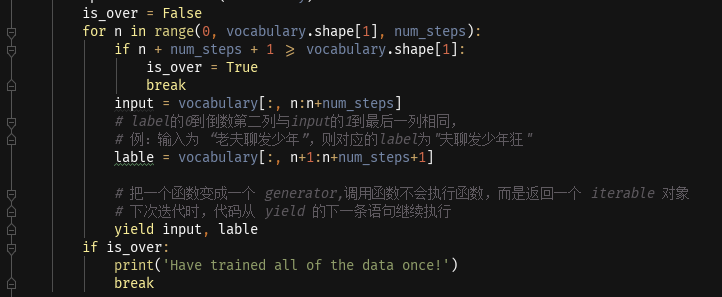 is_over = False
for n in range(0, vocabulary.shape[1], num_steps):
if n + num_steps + 1 >= vocabulary.shape[1]:
is_over = True
break
input = vocabulary[:, n:n+num_steps]
# label的0到倒数第二列与input的1到最后一列相同,
# 例：输入为 “老夫聊发少年”，则对应的label为"夫聊发少年狂"
lable = vocabulary[:, n+1:n+num_steps+1]
# 把一个函数变成一个 generator,调用函数不会执行函数，而是返回一个 iterable 对象
# 下次迭代时，代码从 yield 的下一条语句继续执行
yield input, lable
if is_over:
print('Have trained all of the data once!')
break